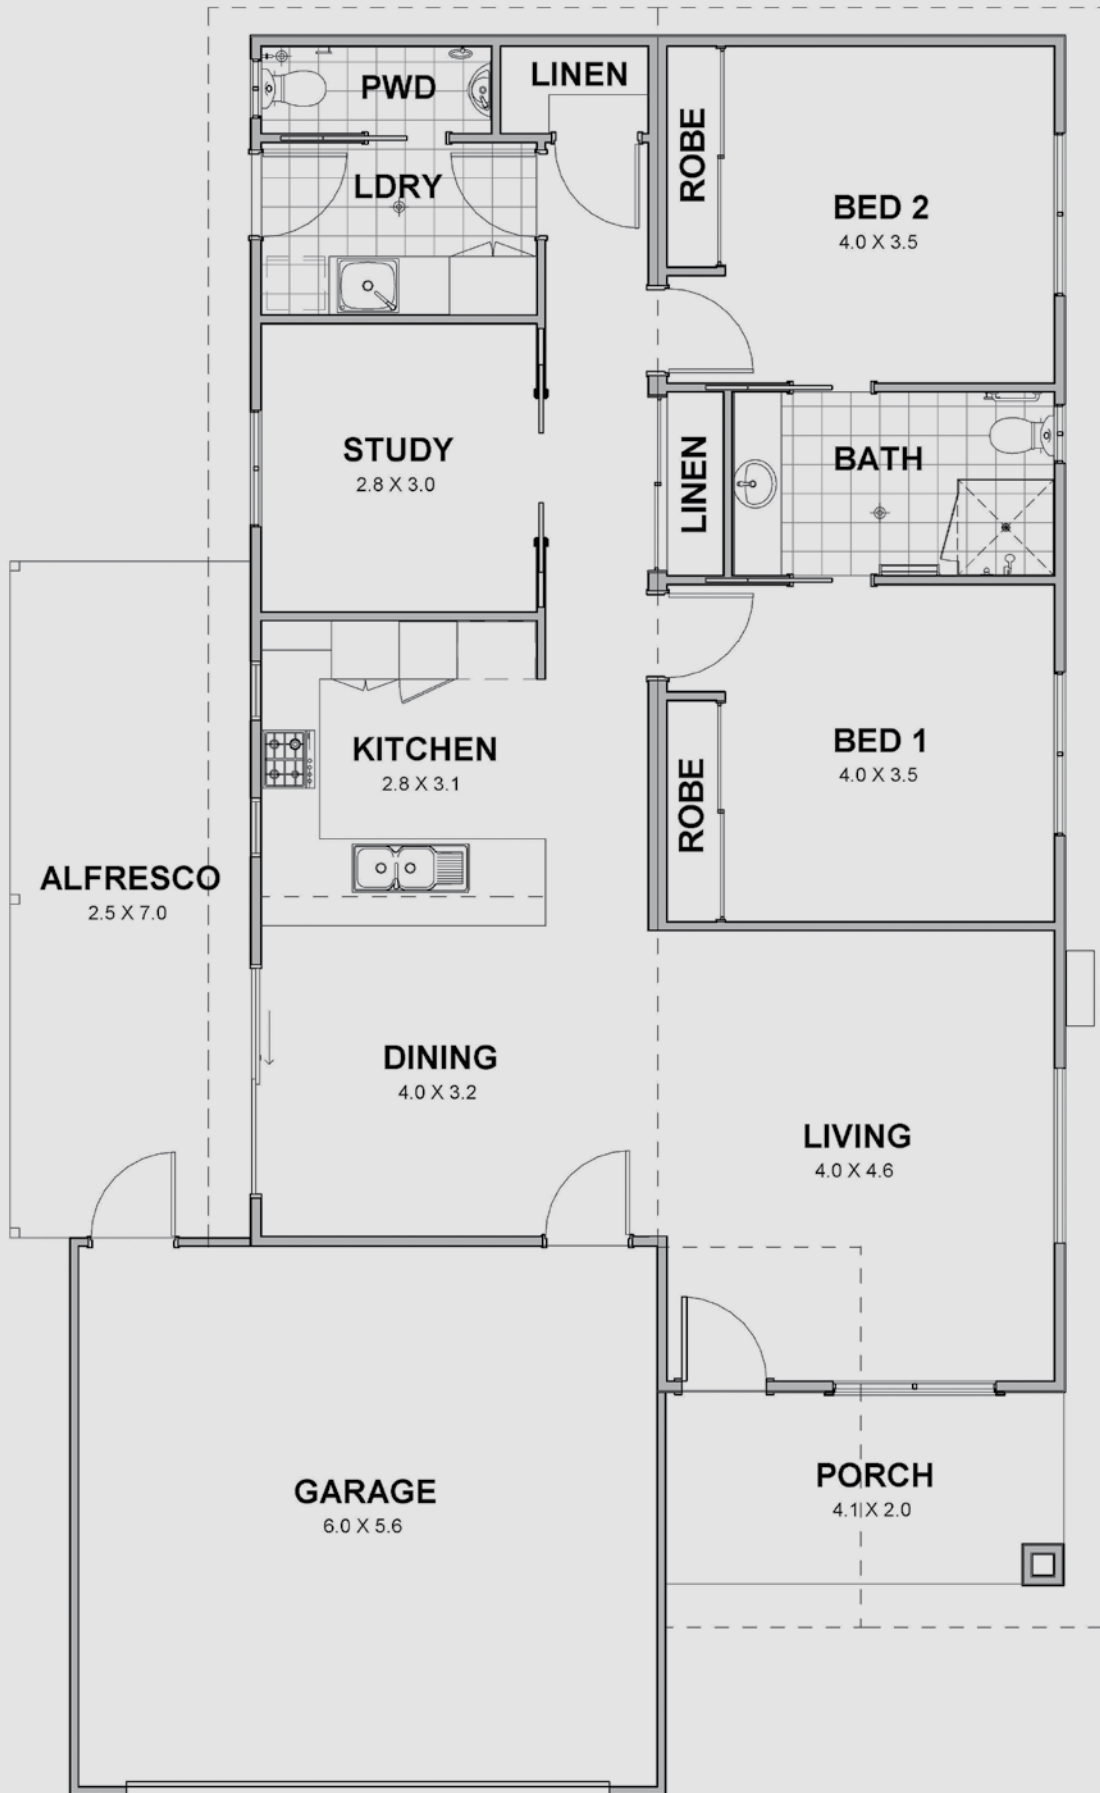 PWD
LINEN
ROBE
BED 2
4.0 X 3.5
LDRY
STUDY
2.8 X 3.0
LINEN
BATH
KITCHEN
2.8 X 3.1
ROBE
BED 1
4.0 X 3.5
ALFRESCO
2.5 X 7.0
DINING
4.0 X 3.2
LIVING
4.0 X 4.6
GARAGE
6.0 X 5.6
PORCH
4.1 X 2.0